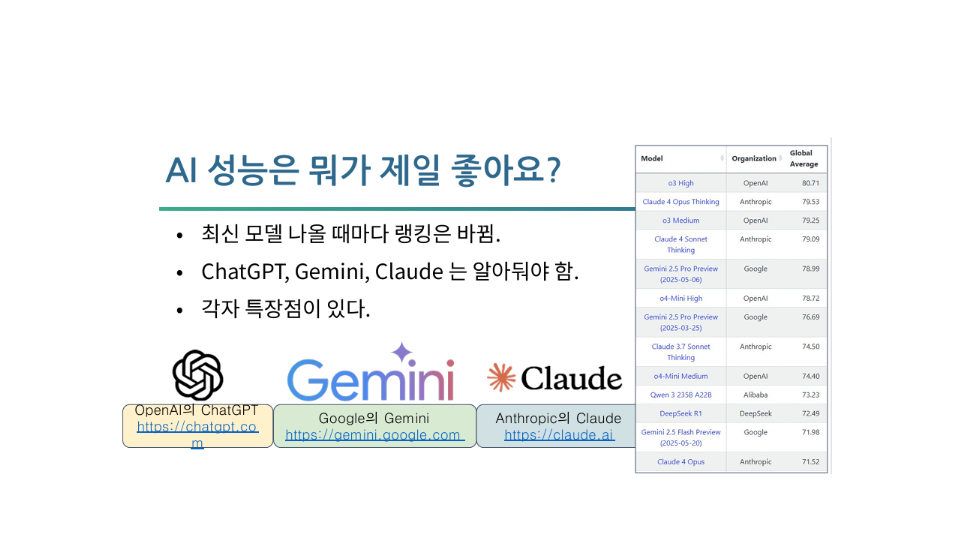 AI 성능은 뭐가 제일 좋아요?
• 최신 모델 나올 때마다 랭킹은 바뀜.
• ChatGPT, Gemini, Claude 는 알아둬야 함.
• 각자 특장점이 있다.
Gemini
Claude
OpenAI의 ChatGPT
https://chatgpt.co
m
Google의 Gemini
https://gemini.google.com
Anthropic의 Claude
https://claude.ai
Model Organization Global
Average
o3 High OpenAI 80.71
Claude 4 Opus Thinking Anthropic 79.53
o3 Medium OpenAI 79.25
Claude 4 Sonnet
Thinking Anthropic 79.09
Gemini 2.5 Pro Preview
(2025-05-06) Google 78.99
o4-Mini High OpenAI 78.72
Gemini 2.5 Pro Preview
(2025-03-25) Google 76.69
Claude 3.7 Sonnet
Thinking Anthropic 74.50
o4-Mini Medium OpenAI 74.40
Qwen 3 235B A22B Alibaba 73.23
DeepSeek R1 DeepSeek 72.49
Gemini 2.5 Flash Preview
(2025-05-20) Google 71.98
Claude 4 Opus Anthropic 71.52